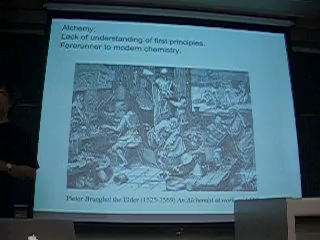 Alchemy:
Lack of understanding of first principles.
Forerunner to modern chemistry.
Pieter Brueghel the Elder (1525-1569) An Alchemist at work